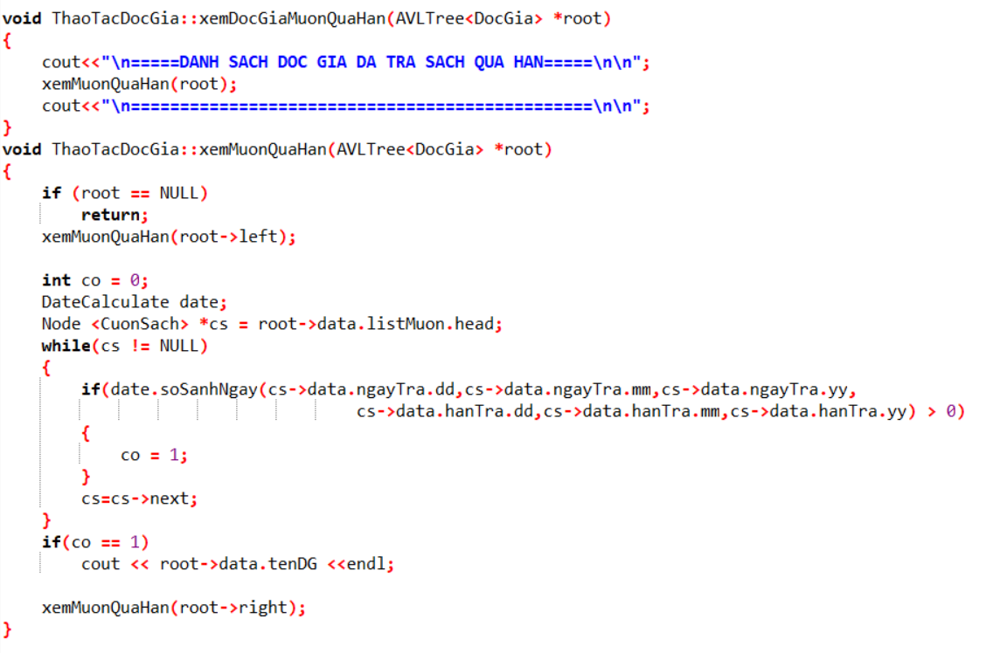 void ThaoTacDocGia::xemDocGiaMuonQuaHan(AVLTree<DocGia> *root)
{
    cout<<"\n=====DANH SACH DOC GIA DA TRA SACH QUA HAN=====\n\n";
    xemMuonQuaHan(root);
    cout<<"\n===============================================\n\n";
}
void ThaoTacDocGia::xemMuonQuaHan(AVLTree<DocGia> *root)
{
    if (root == NULL)
        return;
    xemMuonQuaHan(root->left);

    int co = 0;
    DateCalculate date;
    Node <CuonSach> *cs = root->data.listMuon.head;
    while(cs != NULL)
    {
        if(date.soSanhNgay(cs->data.ngayTra.dd,cs->data.ngayTra.mm,cs->data.ngayTra.yy,
                                    cs->data.hanTra.dd,cs->data.hanTra.mm,cs->data.hanTra.yy) > 0)
        {
            co = 1;
        }
        cs=cs->next;
    }
    if(co == 1)
        cout << root->data.tenDG <<endl;

    xemMuonQuaHan(root->right);
}